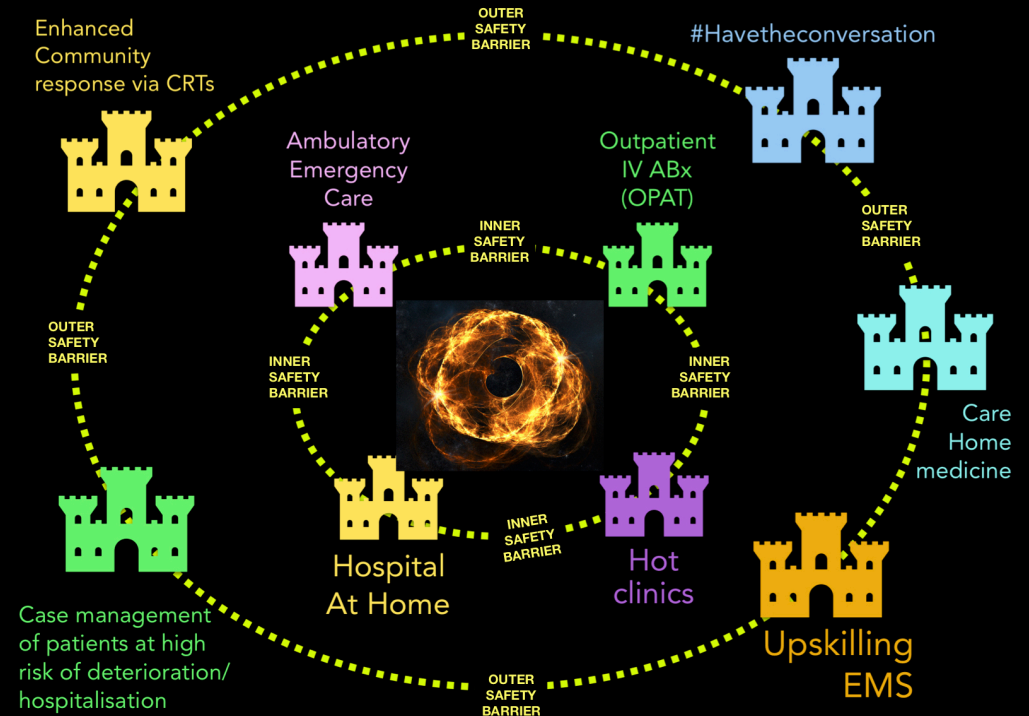 OUTER
SAFETY
BARRIER
Enhanced
Community
response via CRTs
#Havetheconversation
Ambulatory
Emergency
Care
Outpatient
IV ABx
(OPAT)
INNER
SAFETY
BARRIER
OUTER
SAFETY
BARRIER
OUTER
SAFETY
BARRIER
INNER
SAFETY
BARRIER
INNER
SAFETY
BARRIER
Care
Home
medicine
INNER
SAFETY
BARRIER
Hospital
At Home
Hot
clinics
Case management
of patients at high
risk of deterioration/
hospitalisation
Upskilling
EMS
OUTER
SAFETY
BARRIER